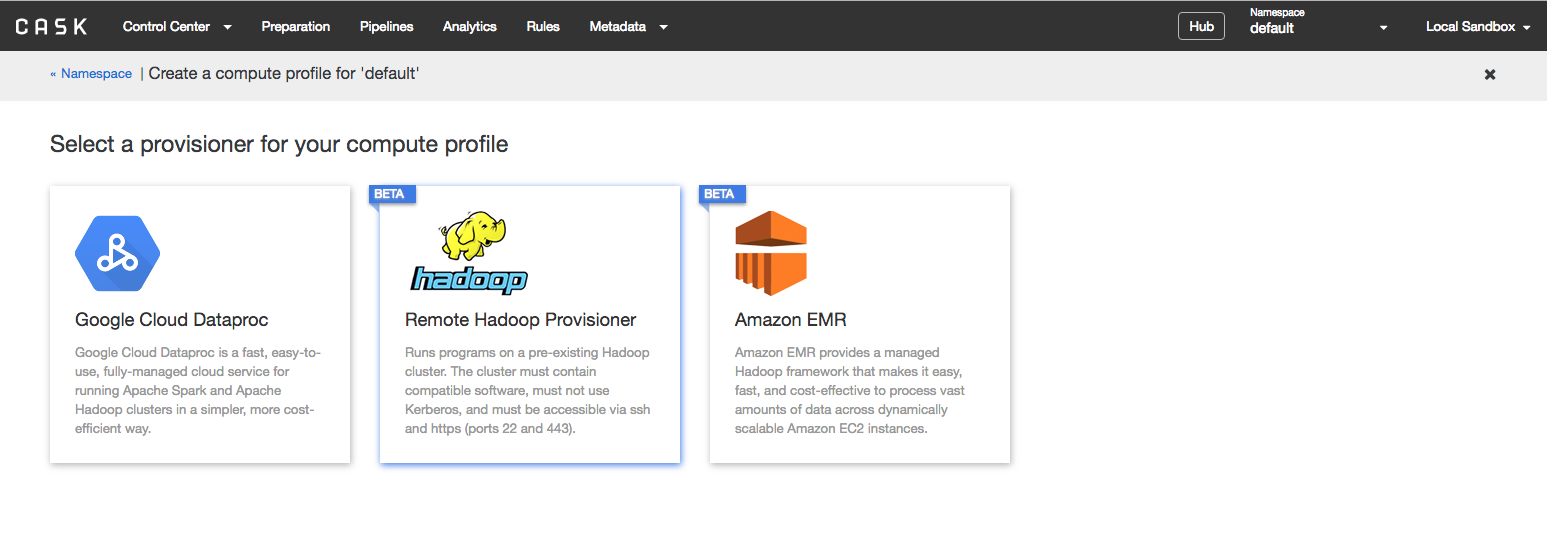 CASK Control Center Preparation Pipelines Analytics Rules Metadata Hub Namespace default Local Sandbox
« Namespace | Create a compute profile for 'default'
Select a provisioner for your compute profile
Google Cloud Dataproc
Google Cloud Dataproc is a fast, easy-to-
use, fully-managed cloud service for
running Apache Spark and Apache
Hadoop clusters in a simpler, more cost-
efficient way.
BETA
hadoop
Remote Hadoop Provisioner
Runs programs on a pre-existing Hadoop
cluster. The cluster must contain
compatible software, must not use
Kerberos, and must be accessible via ssh
and https (ports 22 and 443).
BETA
Amazon EMR
Amazon EMR provides a managed
Hadoop framework that makes it easy,
fast, and cost-effective to process vast
amounts of data across dynamically
scalable Amazon EC2 instances.